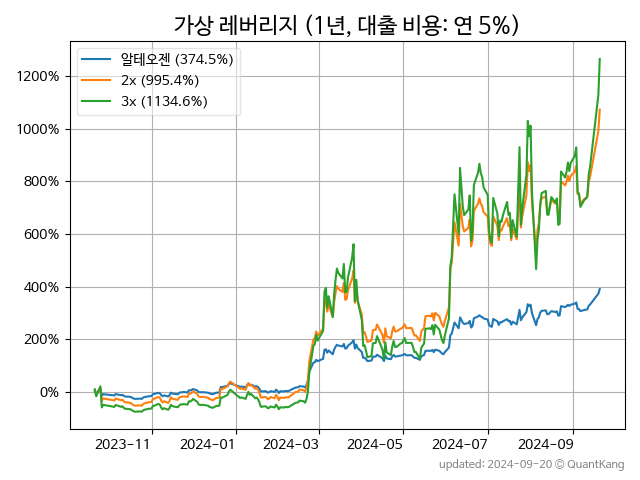 가상 레버리지 (1년, 대출 비용: 연 5%)
알테오젠 (374.5%)
2x (995.4%)
3x (1134.6%)
1200%
1000%
800%
600%
400%
200%
0%
2023-11
2024-01
2024-03
2024-05
2024-07
2024-09
updated: 2024-09-20 © QuantKang